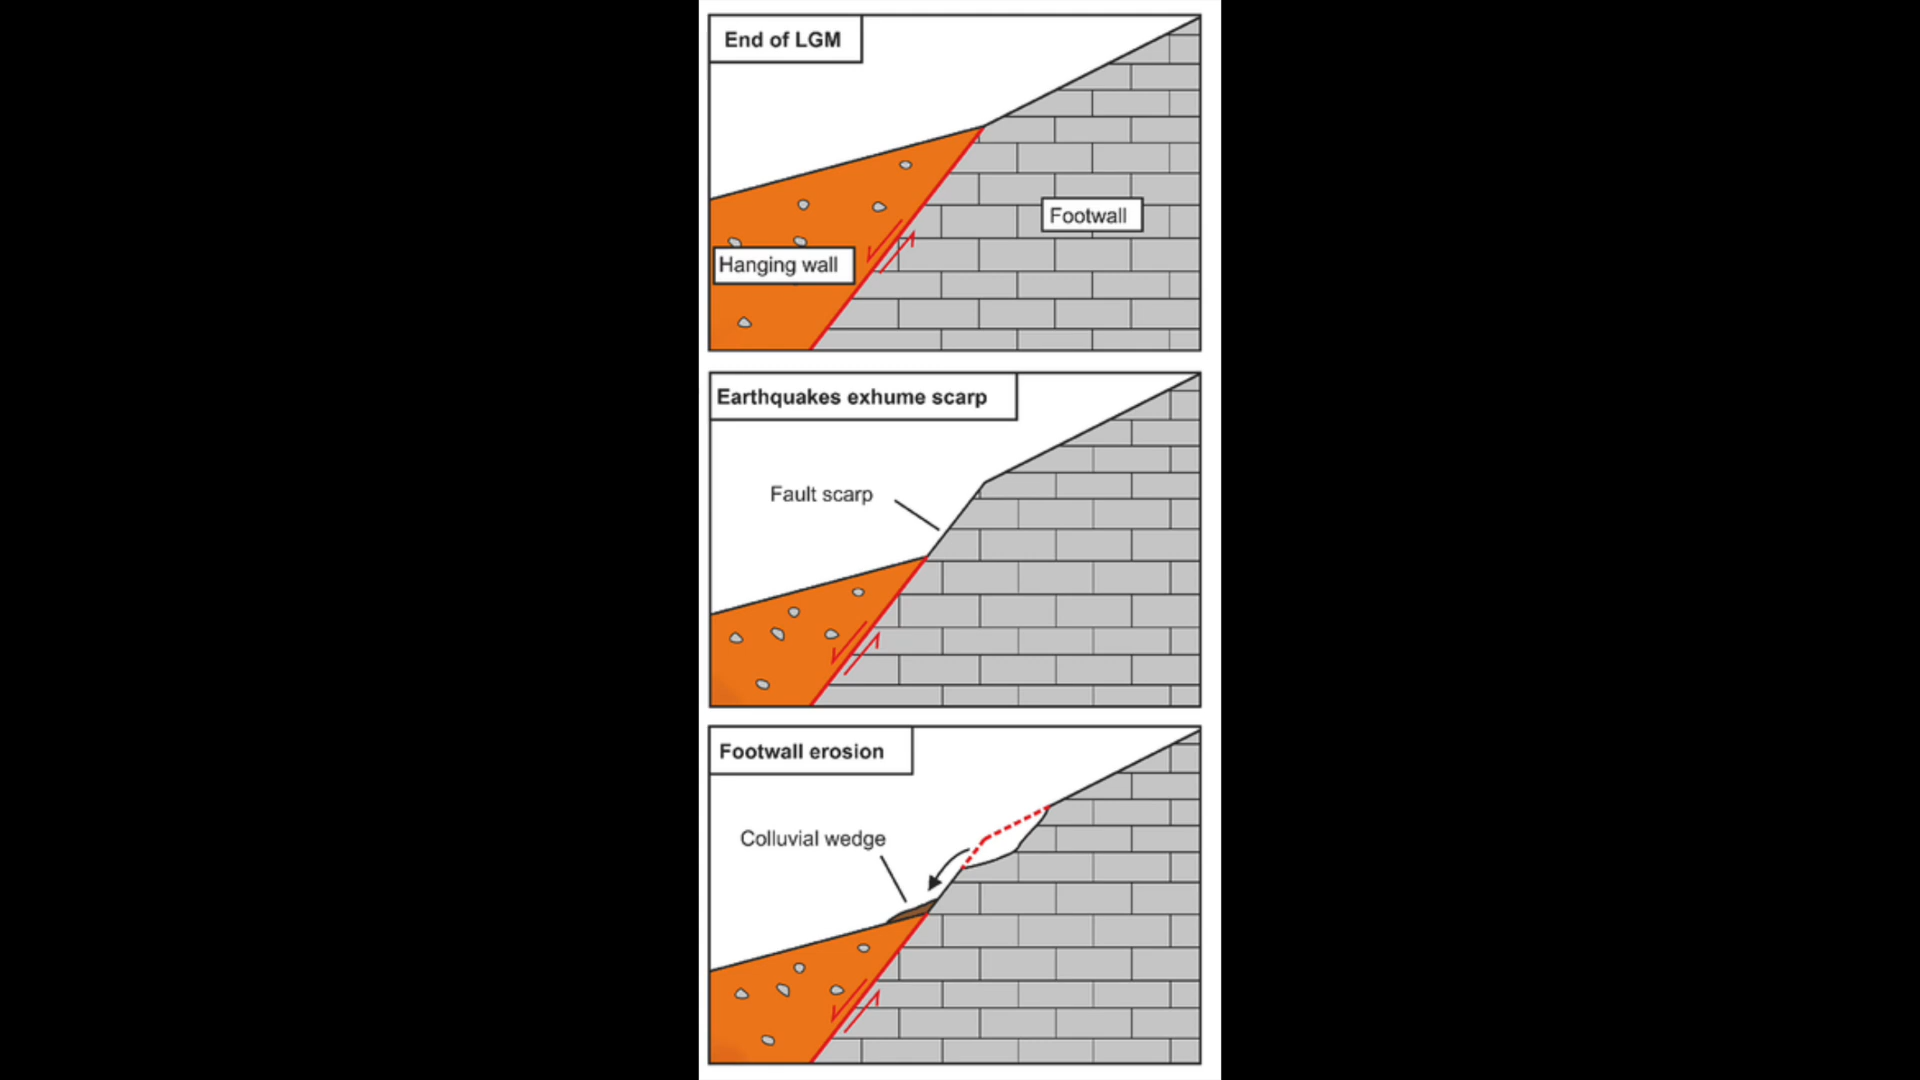 End of LGM
Footwall
Hanging wall
Earthquakes exhume scarp
Fault scarp
Footwall erosion
Colluvial wedge